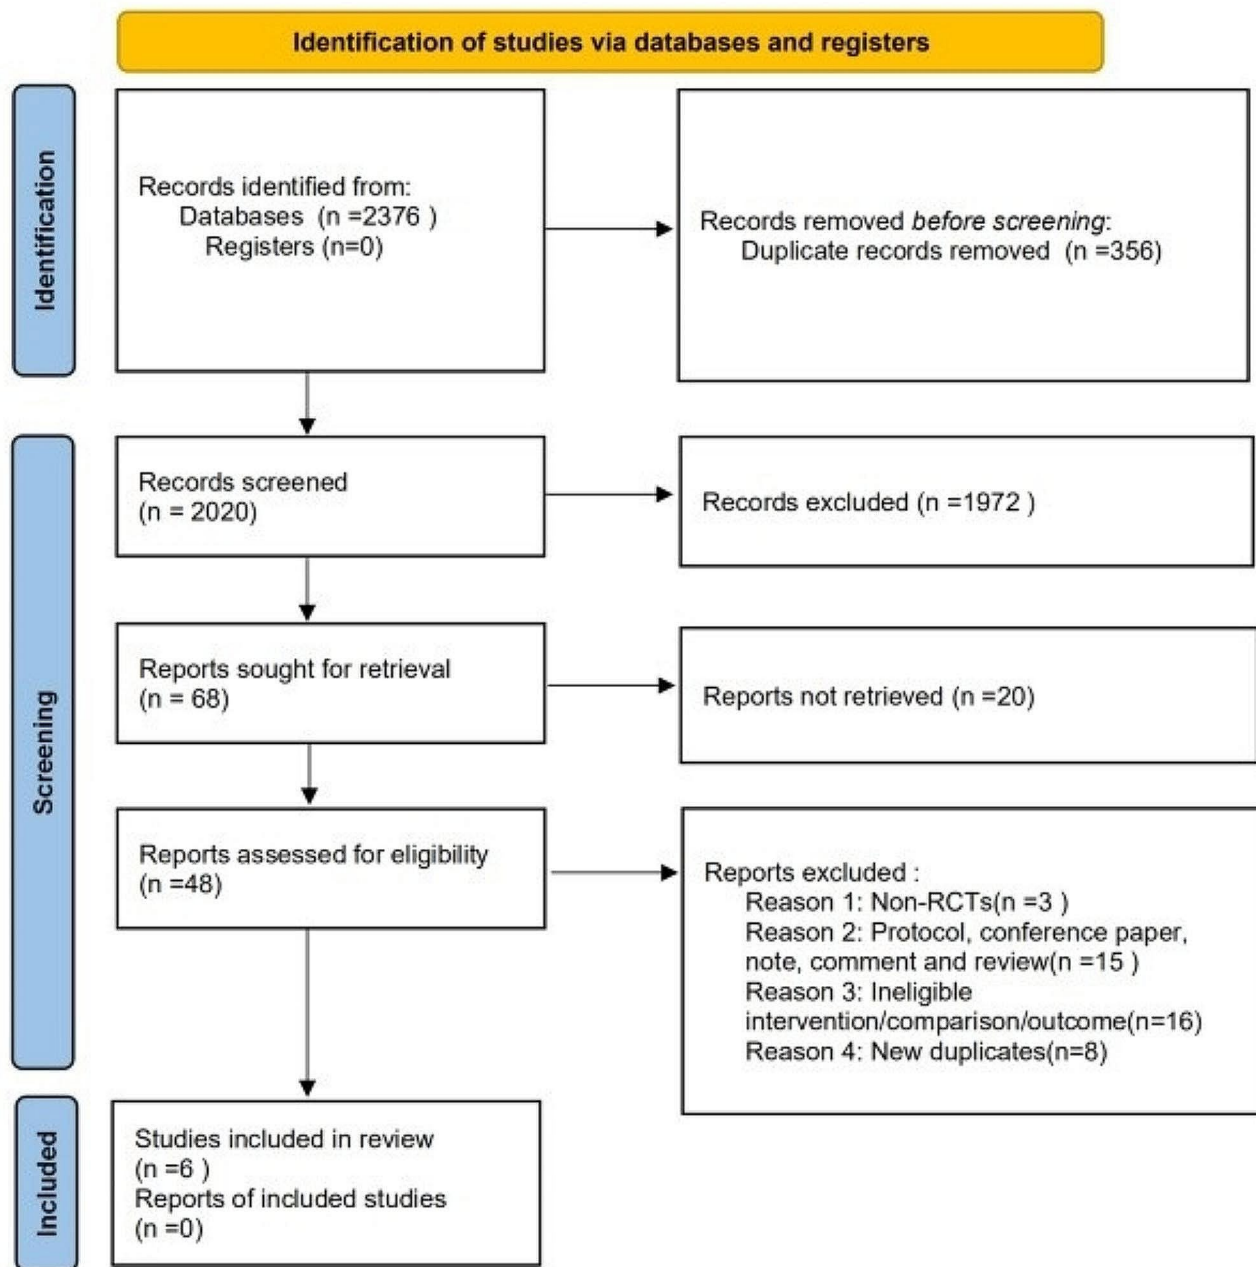 Identification of studies via databases and registers
Identification
Records identified from:
Databases (n =2376 )
Registers (n=0)
Records removed before screening:
Duplicate records removed (n =356)
Screening
Records screened
(n = 2020)
Records excluded (n =1972 )
Reports sought for retrieval
(n = 68)
Reports not retrieved (n =20)
Reports assessed for eligibility
(n =48)
Reports excluded :
Reason 1: Non-RCTs(n =3 )
Reason 2: Protocol, conference paper,
note, comment and review(n =15 )
Reason 3: Ineligible
intervention/comparison/outcome(n=16)
Reason 4: New duplicates(n=8)
Included
Studies included in review
(n =6 )
Reports of included studies
(n =0)